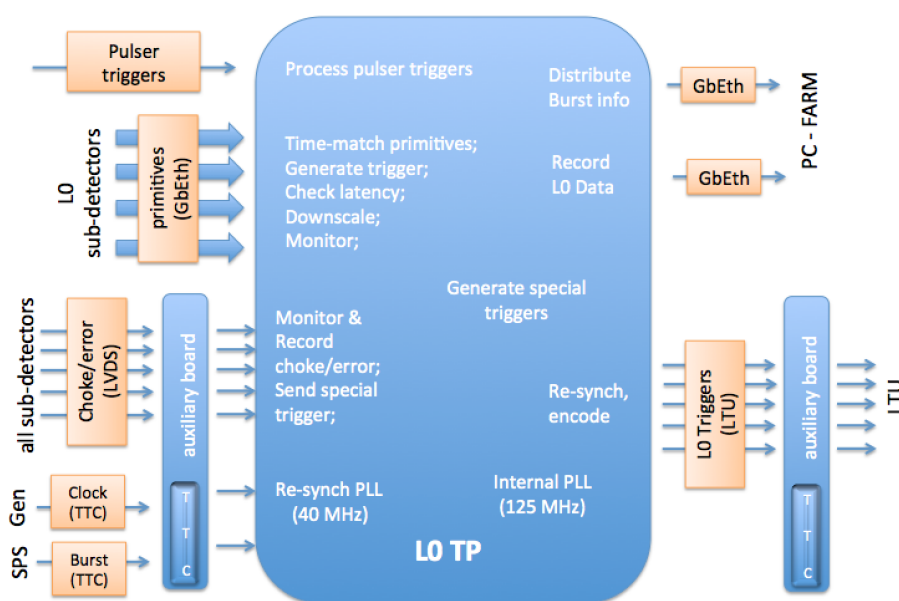 Pulser
triggers
L0
sub-detectors
primitives
(GbEth)
all sub-detectors
Choke/error
(LVDS)
auxiliary board
Gen
Clock
(TTC)
SPS
Burst
(TTC)
T
T
C
Process pulser triggers
Distribute
Burst info
Time-match primitives;
Generate trigger;
Check latency;
Downscale;
Monitor;
Record
L0 Data
Generate special
triggers
Monitor &
Record
choke/error;
Send special
trigger;
Re-synch,
encode
Re-synch PLL
(40 MHz)
Internal PLL
(125 MHz)
L0 TP
GbEth
GbEth
PC - FARM
L0 Triggers
(LTU)
auxiliary board
T
T
C
LTU